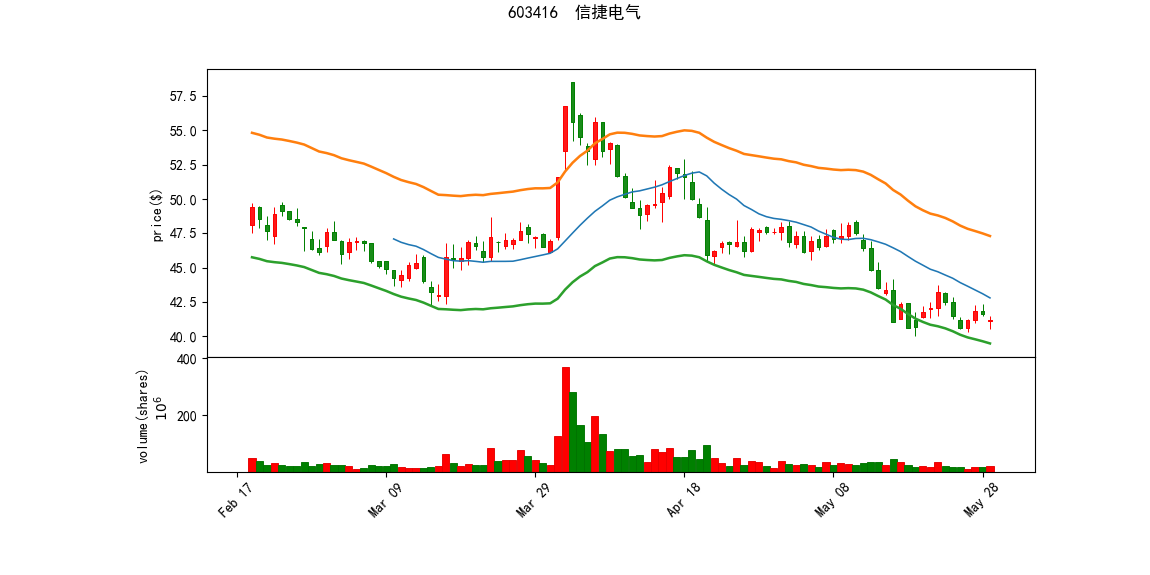 603416  信捷电气
price($)
57.5
55.0
52.5
50.0
47.5
45.0
42.5
40.0
volume(shares)
10^6
400
200
Feb 17
Mar 09
Mar 29
Apr 18
May 08
May 28